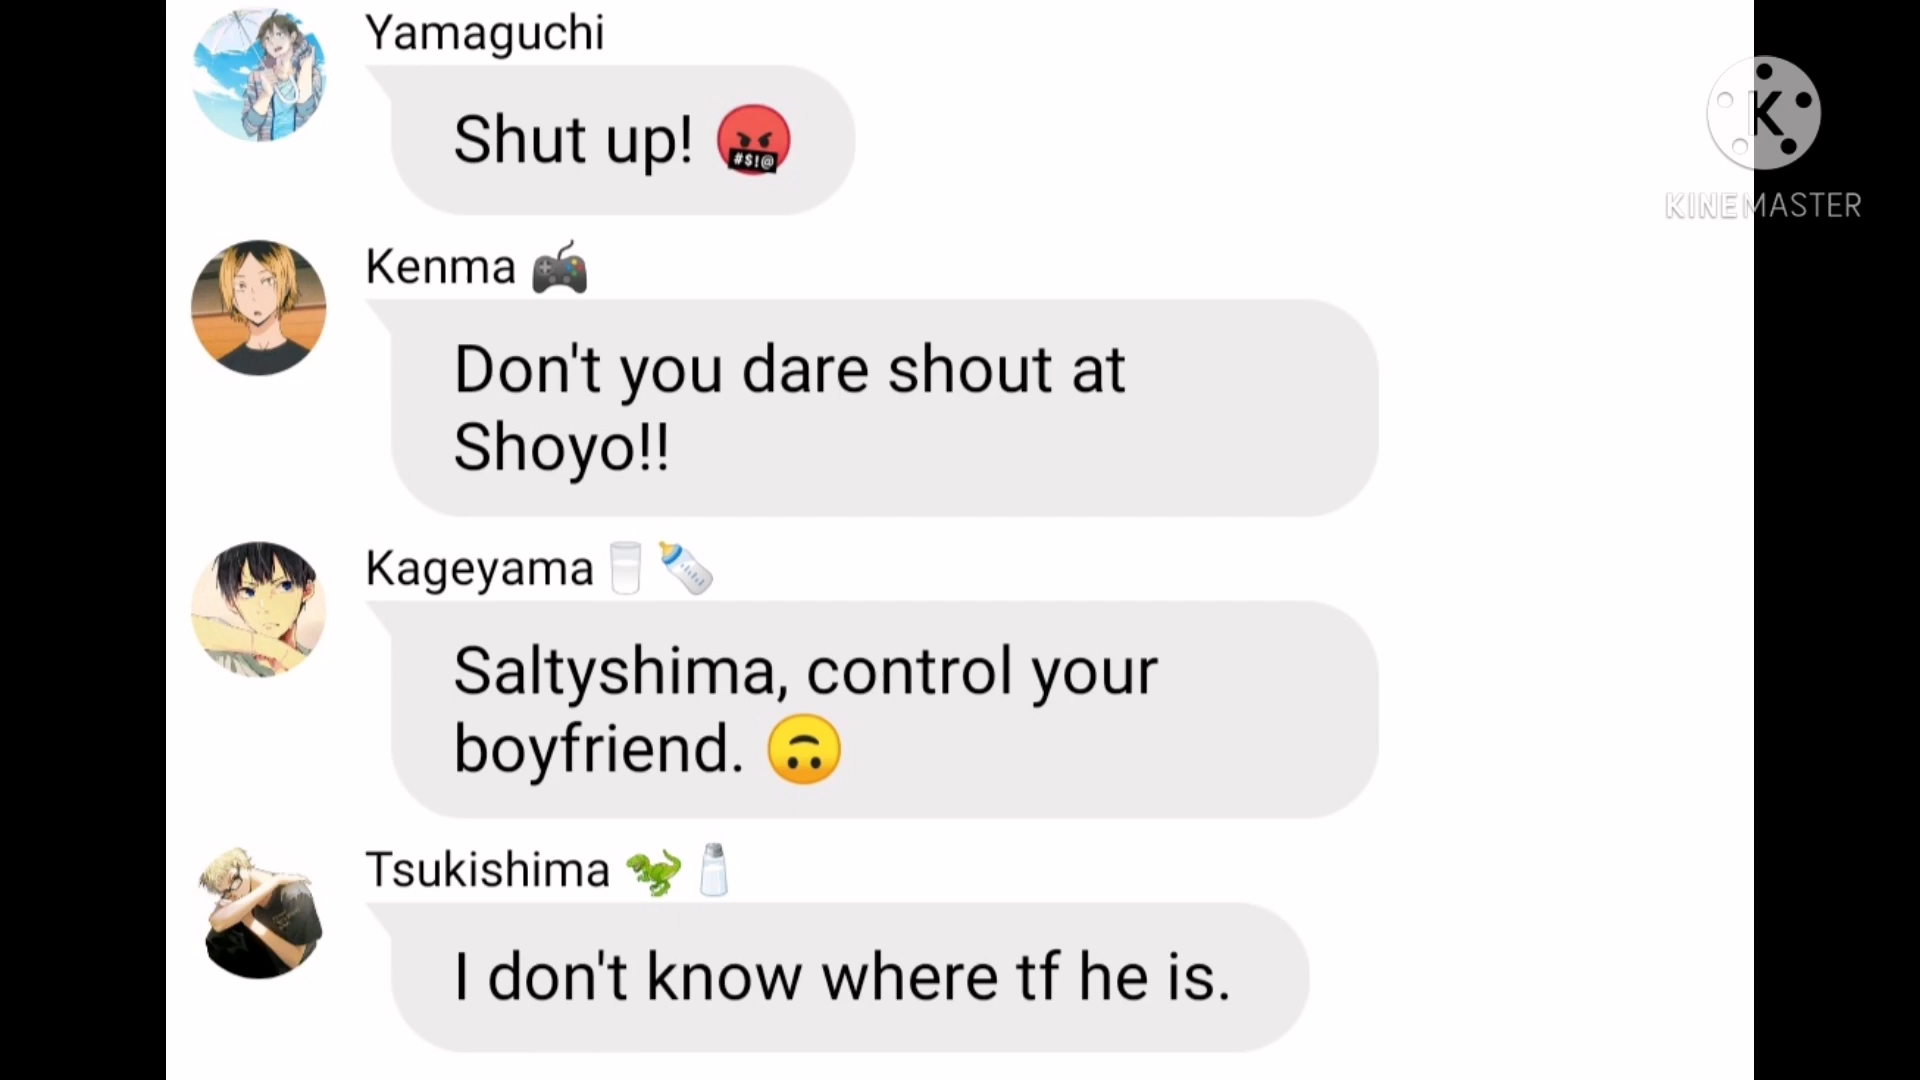 Yamaguchi
Shut up! 🤬
Kenma 🎮
Don't you dare shout at
Shoyo!!
Kageyama 🥛🍼
Saltyshima, control your
boyfriend. 🙃
Tsukishima 🦖🧂
I don't know where tf he is.
K
KINEMASTER